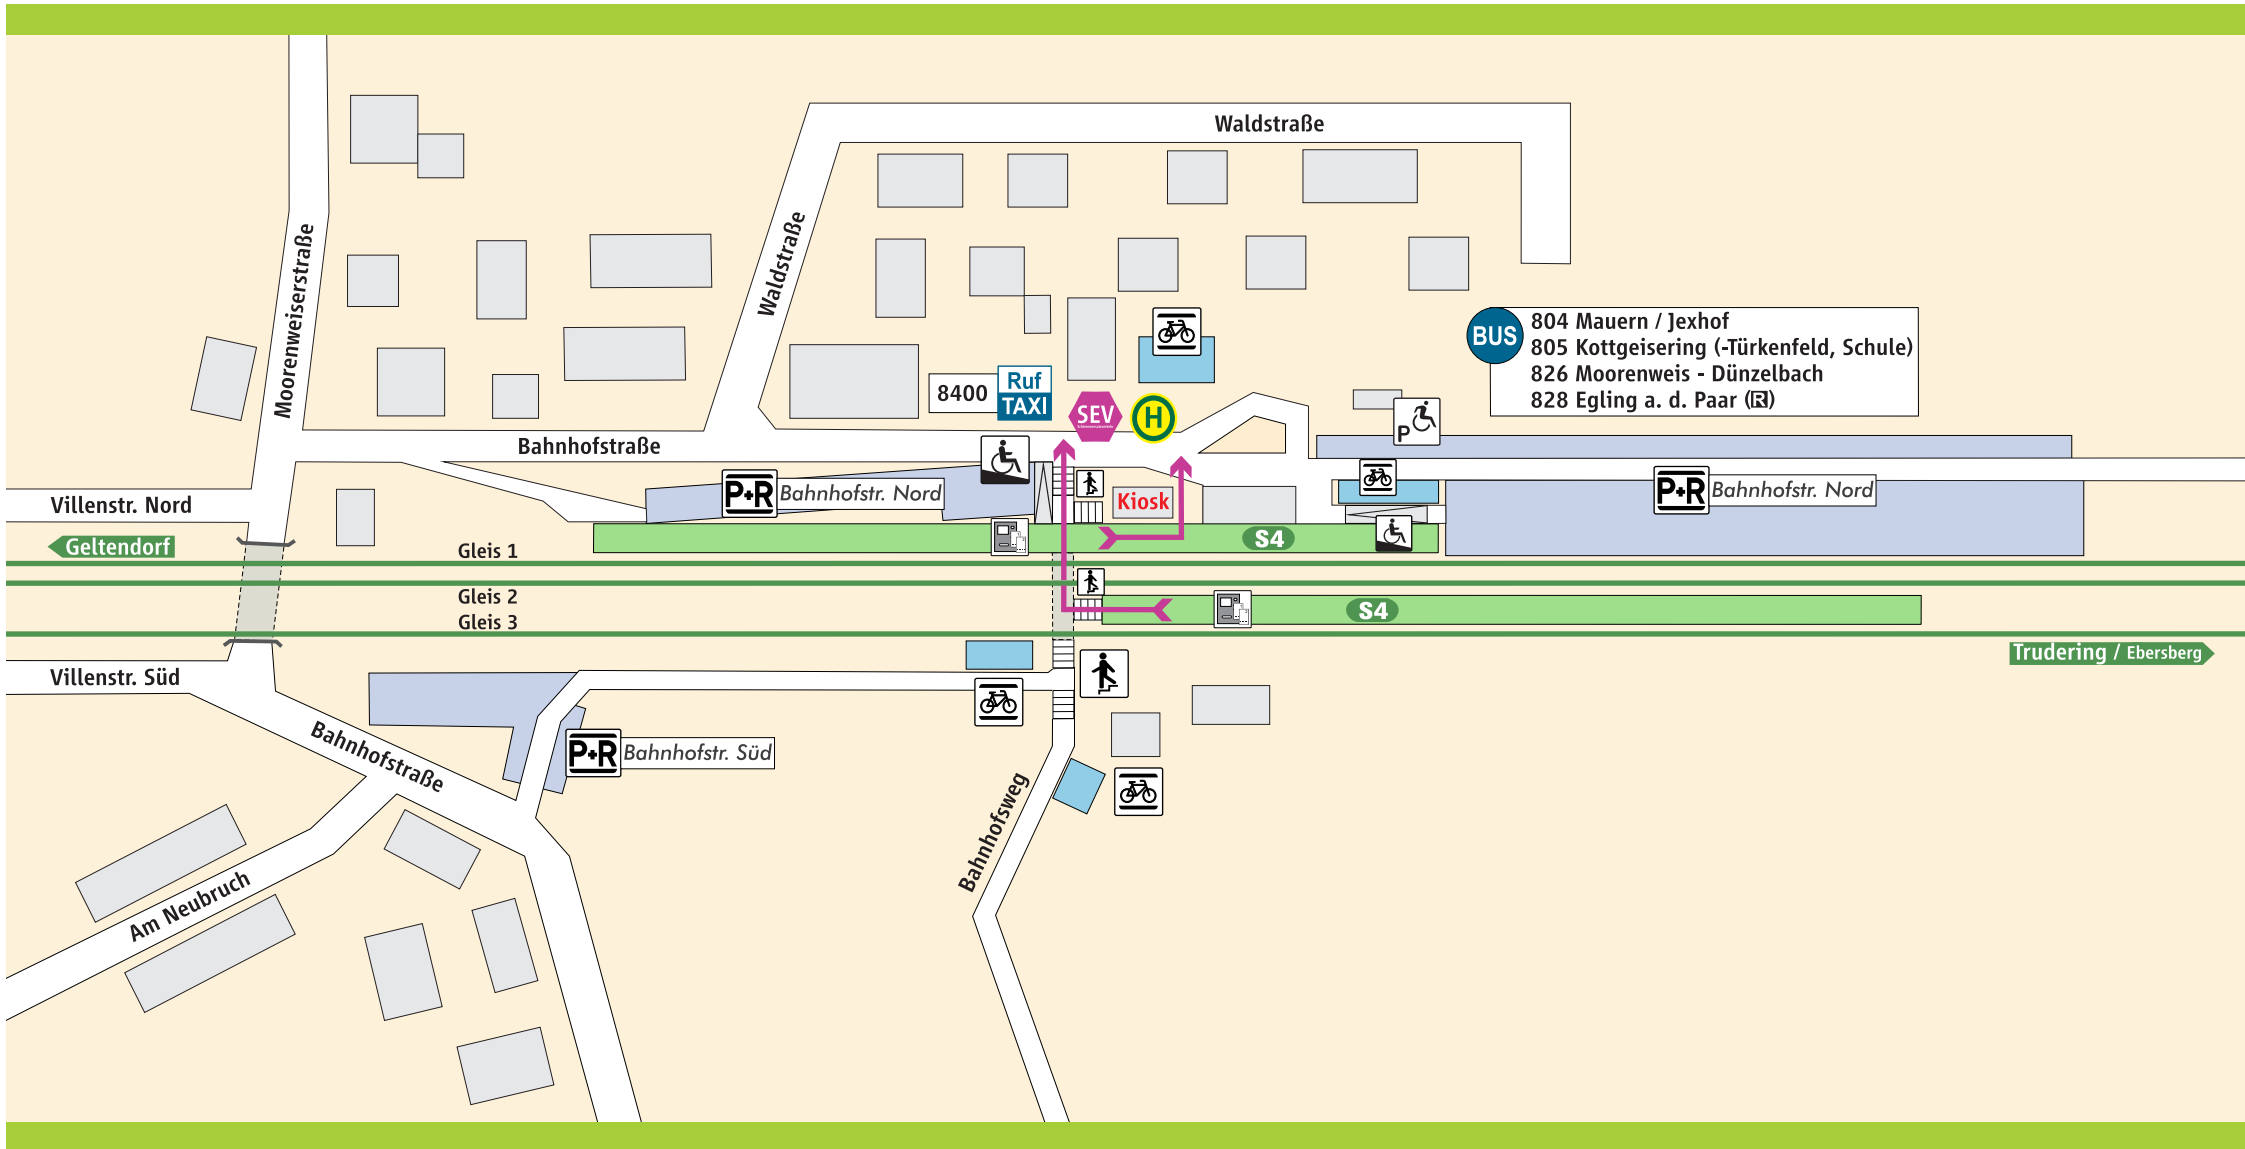 Waldstraße
Waldstraße
Moorenweiserstraße
BUS
804 Mauern / Jexhof
805 Kottgeisering (-Türkenfeld, Schule)
826 Moorenweis - Dünzelbach
828 Egling a. d. Paar (R)
8400
Ruf
TAXI
SEV
H
P
Bahnhofstraße
P+R Bahnhofstr. Nord
Kiosk
P+R Bahnhofstr. Nord
Villenstr. Nord
Geltendorf
Gleis 1
S4
Gleis 2
S4
Gleis 3
Trudering / Ebersberg
Villenstr. Süd
Bahnhofstraße
P+R Bahnhofstr. Süd
Bahnhofsweg
Am Neubruch